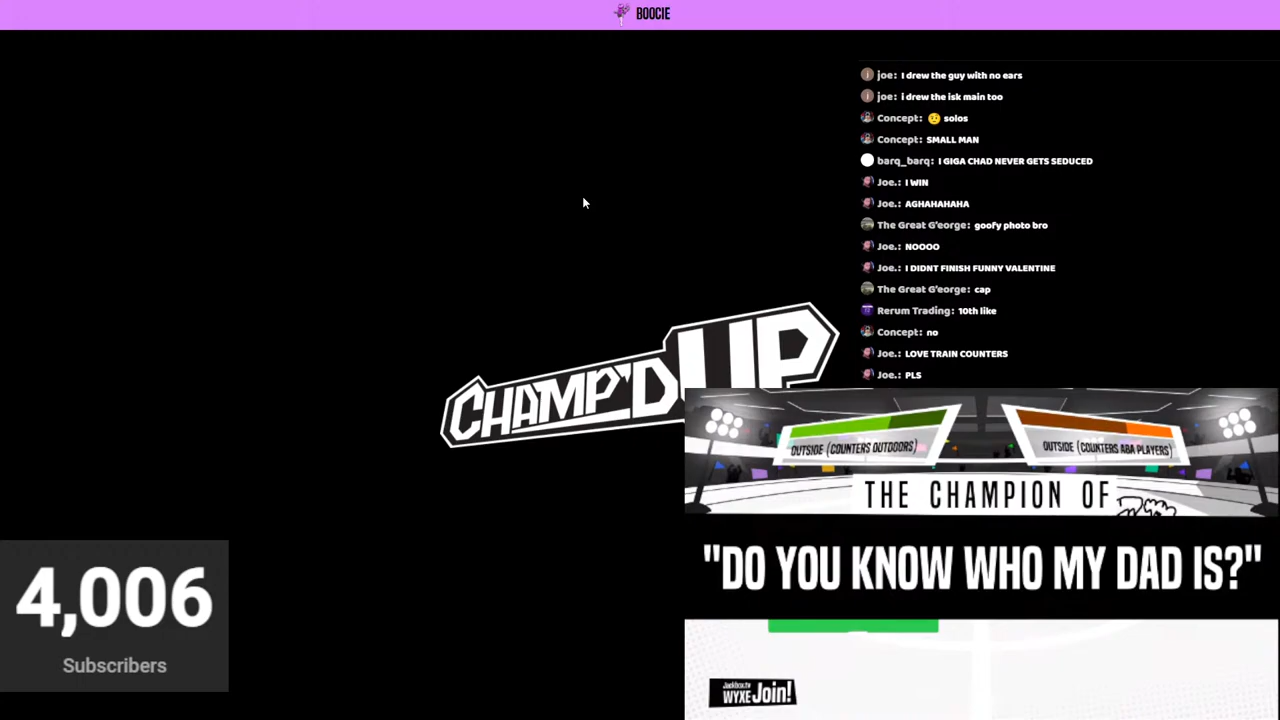 BOOCIE
joe: I drew the guy with no ears
joe: i drew the isk main too
Concept: 🤨 solos
Concept: SMALL MAN
barq_barq: I GIGA CHAD NEVER GETS SEDUCED
Joe.: I WIN
Joe.: AGHAHAHAHA
The Great G'eorge: goofy photo bro
Joe.: NOOOO
Joe.: I DIDNT FINISH FUNNY VALENTINE
The Great G'eorge: cap
Rerum Trading: 10th like
Concept: no
Joe.: LOVE TRAIN COUNTERS
Joe.: PLS
CHAMP'D UP
OUTSIDE (COUNTERS OUTDOORS)
OUTSIDE (COUNTERS ABA PLAYERS)
THE CHAMPION OF
"DO YOU KNOW WHO MY DAD IS?"
4,006
Subscribers
Jackbox.tv
WYXE Join!